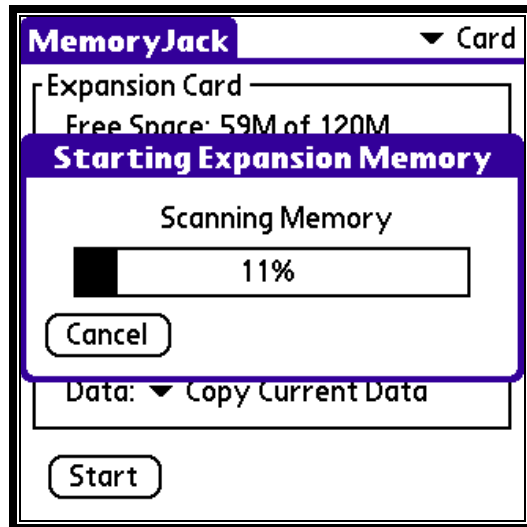 MemoryJack Card
Expansion Card
Free Space: 59M of 120M
Starting Expansion Memory
Scanning Memory
11%
Cancel
Data: Copy Current Data
Start